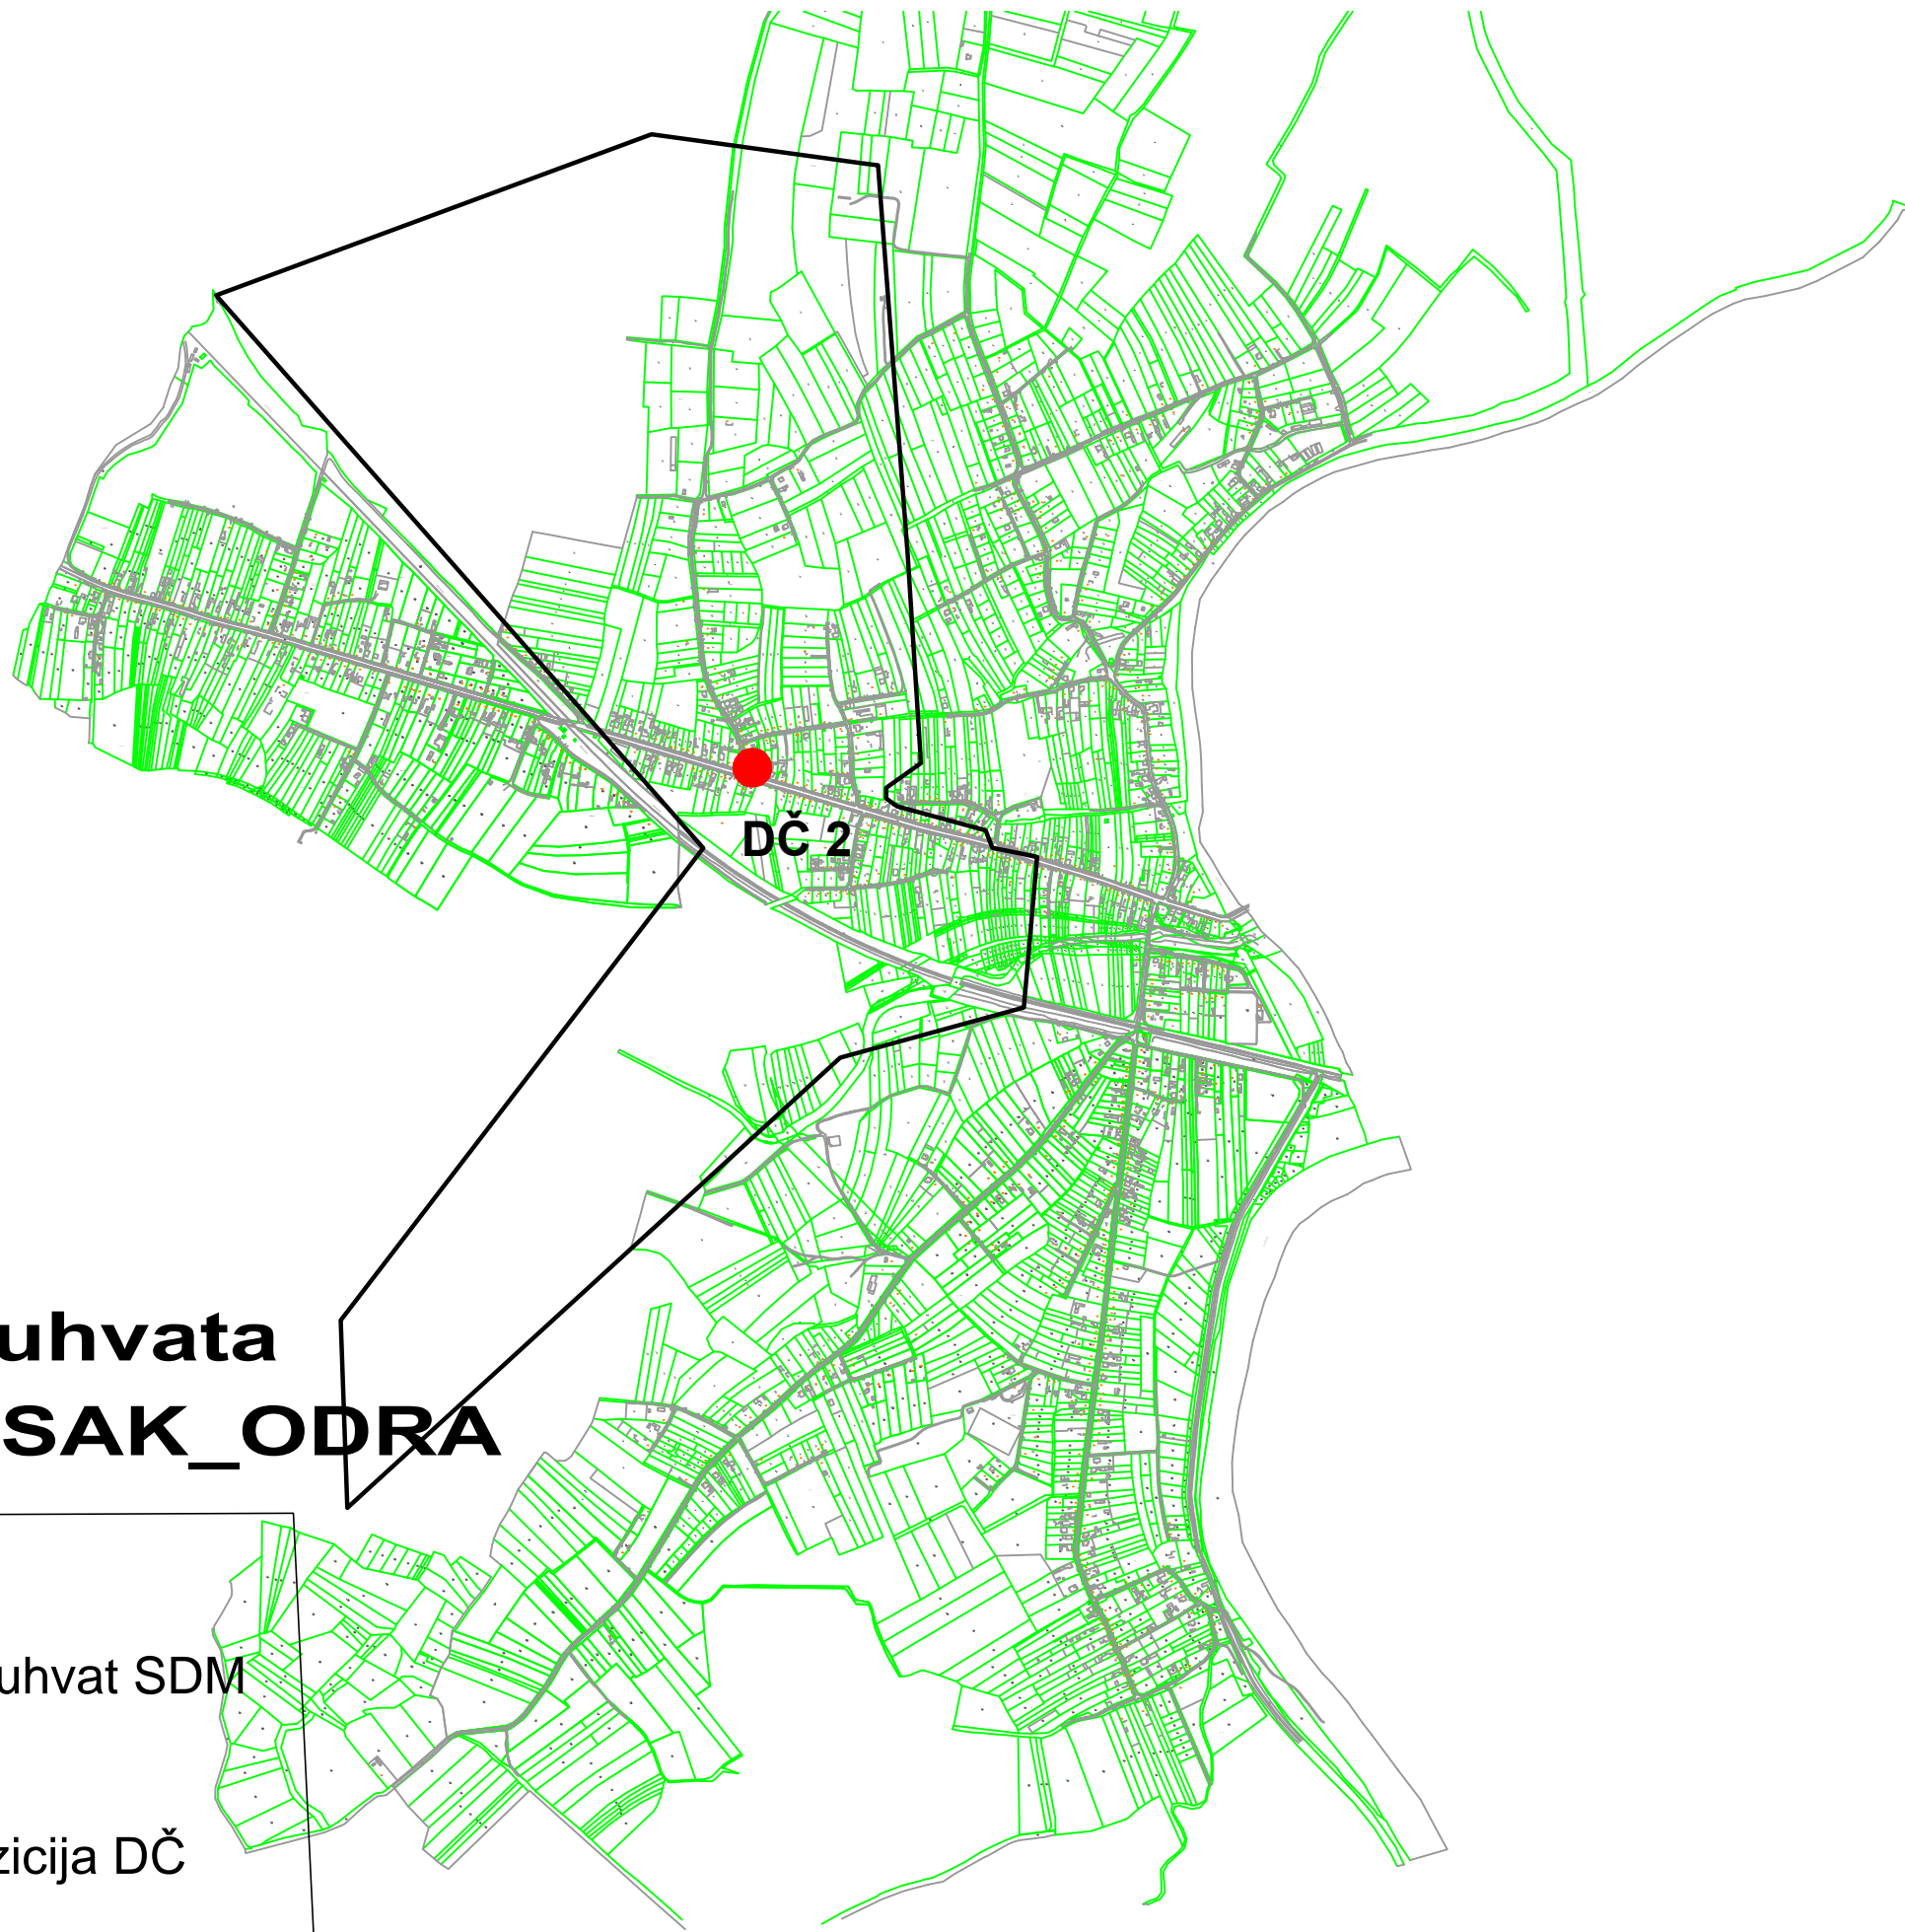 DČ 2
uhvata
SAK_ODRA
uhvat SDM
zicija DČ